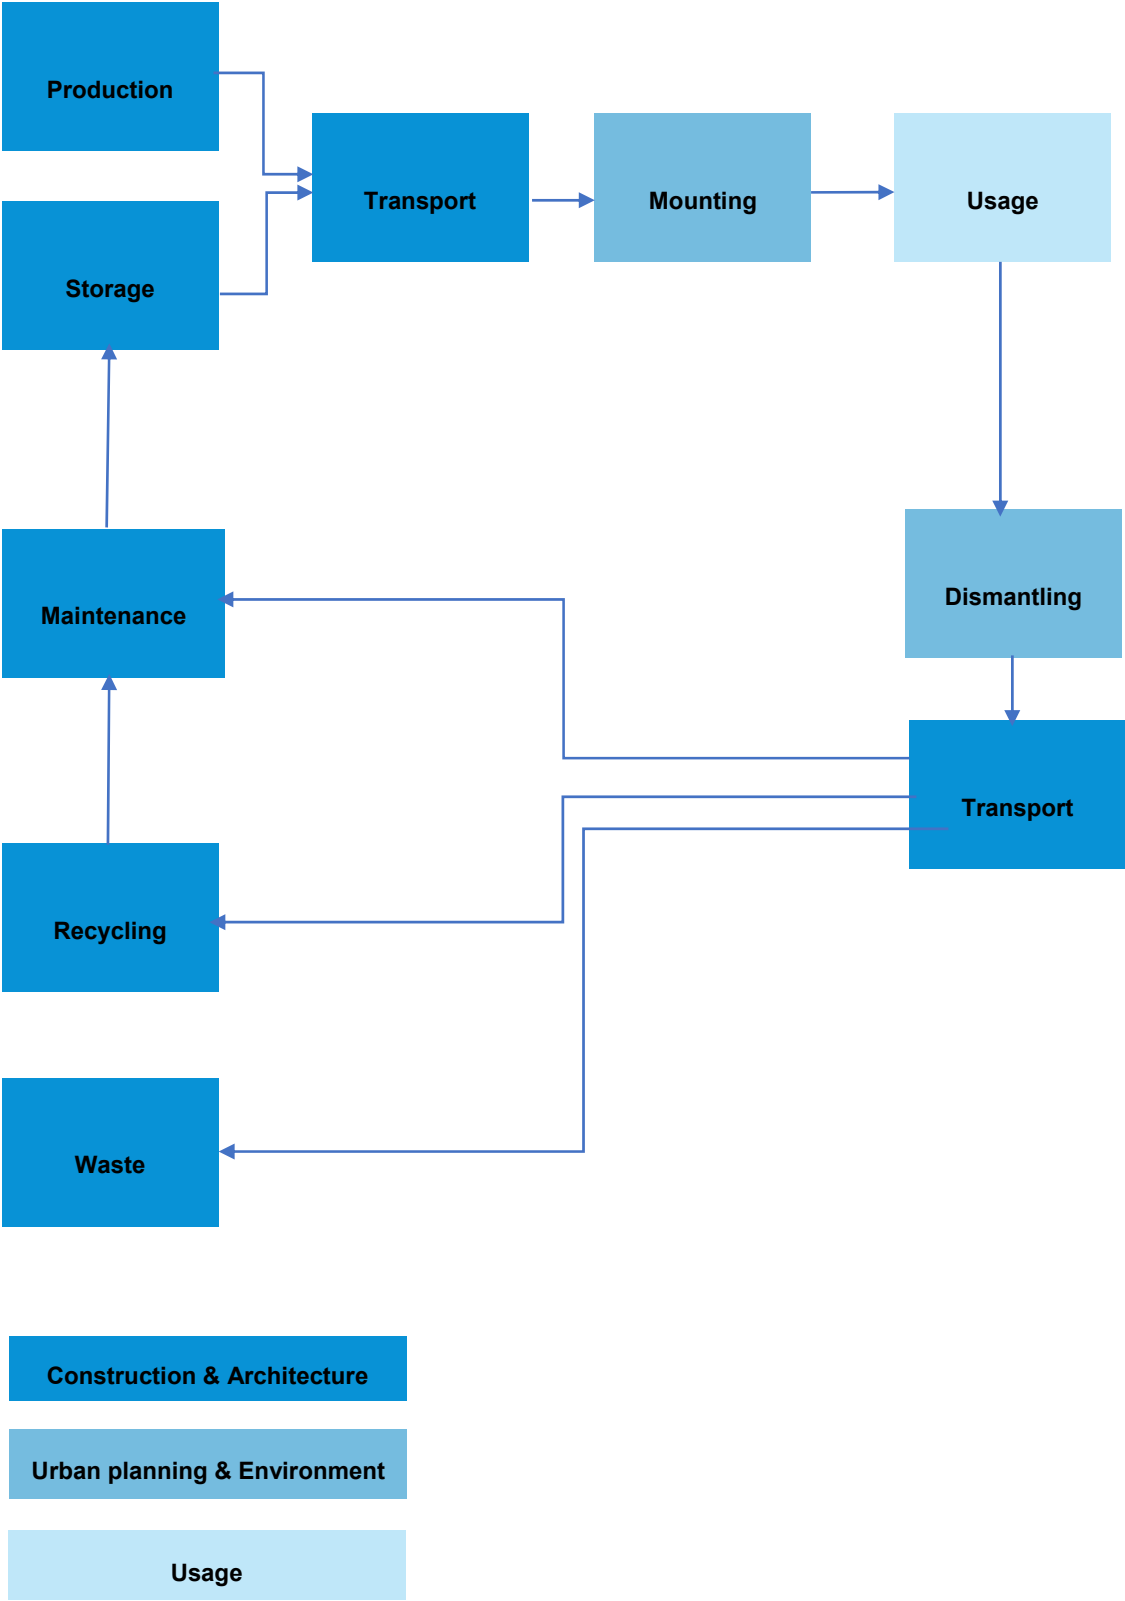 Production
Transport
Mounting
Usage
Storage
Maintenance
Dismantling
Transport
Recycling
Waste
Construction & Architecture
Urban planning & Environment
Usage